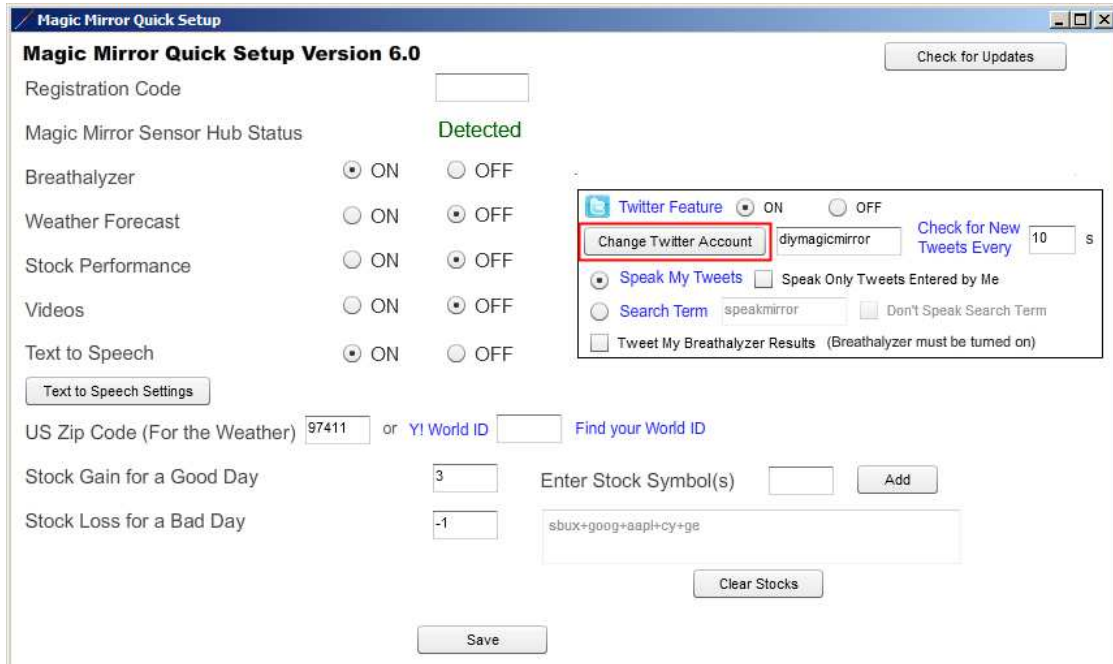 Magic Mirror Quick Setup
Magic Mirror Quick Setup Version 6.0
Check for Updates
Registration Code
Magic Mirror Sensor Hub Status Detected
Breathalyzer ON OFF
Weather Forecast ON OFF
Stock Performance ON OFF
Videos ON OFF
Text to Speech ON OFF
Text to Speech Settings
Twitter Feature ON OFF
Change Twitter Account diymagicmirror Check for New Tweets Every 10 s
Speak My Tweets Speak Only Tweets Entered by Me
Search Term speakmirror Don't Speak Search Term
Tweet My Breathalyzer Results (Breathalyzer must be turned on)
US Zip Code (For the Weather) 97411 or Y! World ID Find your World ID
Stock Gain for a Good Day 3 Enter Stock Symbol(s) Add
Stock Loss for a Bad Day -1 sbux+goog+aapl+cy+ge
Clear Stocks
Save